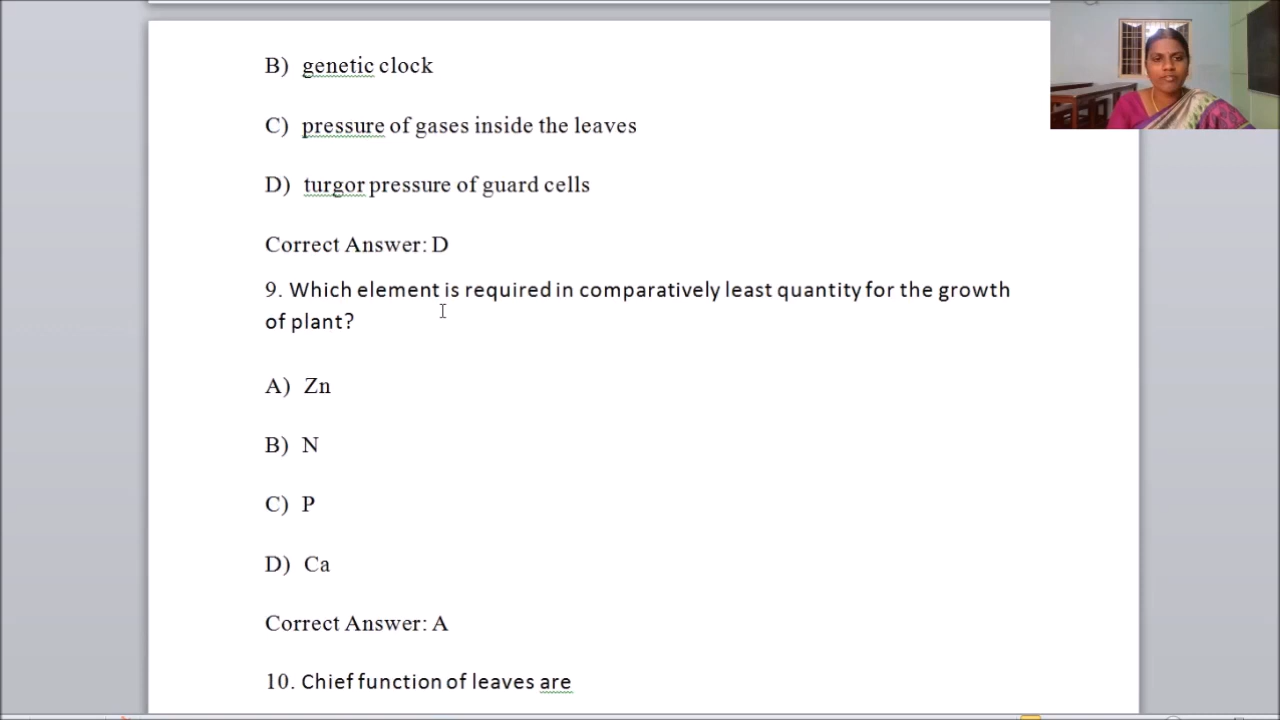 B) genetic clock
C) pressure of gases inside the leaves
D) turgor pressure of guard cells
Correct Answer: D
9. Which element is required in comparatively least quantity for the growth
of plant?
A) Zn
B) N
C) P
D) Ca
Correct Answer: A
10. Chief function of leaves are